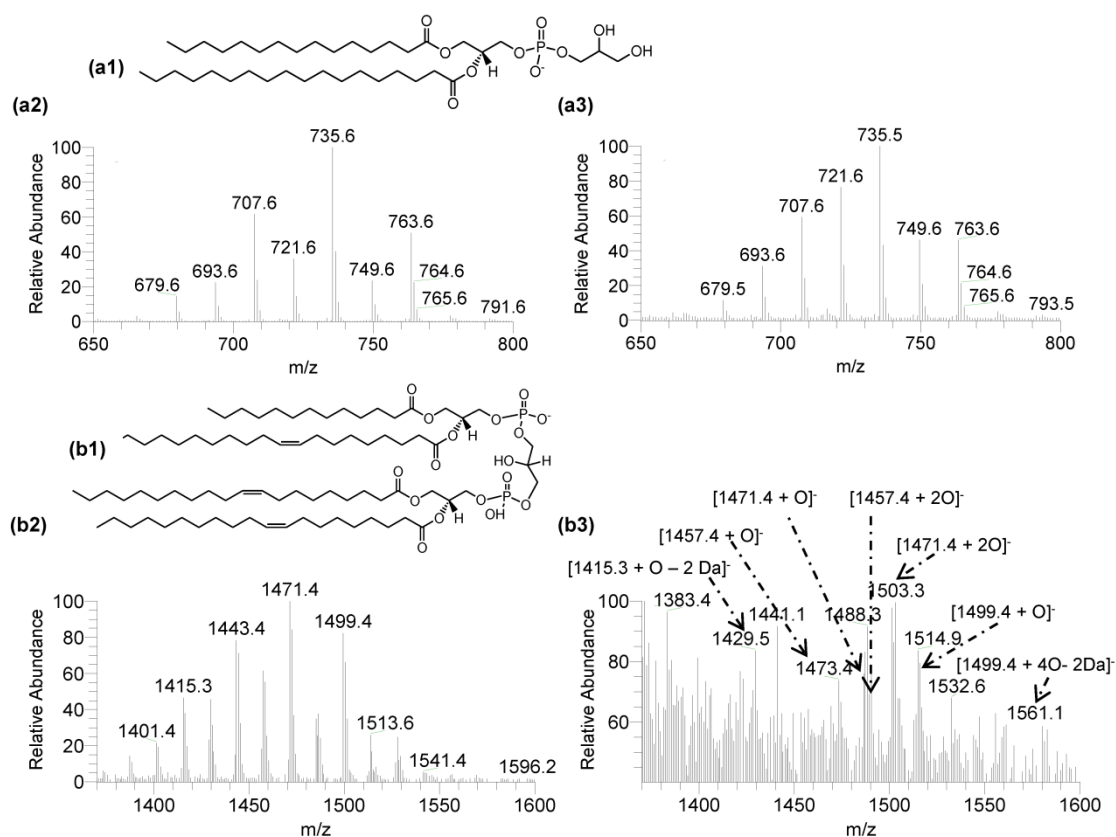 O
O
P
O⁻
O
O
OH
OH
O
H
O
(a1)
(a2)
(a3)
Relative Abundance
100
80
60
40
20
0
679.6
693.6
707.6
721.6
735.6
749.6
763.6
764.6
765.6
791.6
650
700
750
800
m/z
Relative Abundance
100
80
60
40
20
0
679.5
693.6
707.6
721.6
735.5
749.6
763.6
764.6
765.6
793.5
650
700
750
800
m/z
(b1)
O
O
O
O
P
O⁻
O
H
O
HO
H
O
O
O
P
OH
O
O
H
O
(b2)
(b3)
Relative Abundance
100
80
60
40
20
0
1401.4
1415.3
1443.4
1471.4
1499.4
1513.6
1541.4
1596.2
1400
1450
1500
1550
1600
m/z
[1471.4 + O]⁻
[1457.4 + 2O]⁻
[1457.4 + O]⁻
[1471.4 + 2O]⁻
[1415.3 + O – 2 Da]⁻
[1499.4 + O]⁻
[1499.4 + 4O- 2Da]⁻
Relative Abundance
100
80
60
1383.4
1429.5
1441.1
1473.4
1488.3
1503.3
1514.9
1532.6
1561.1
1400
1450
1500
1550
1600
m/z